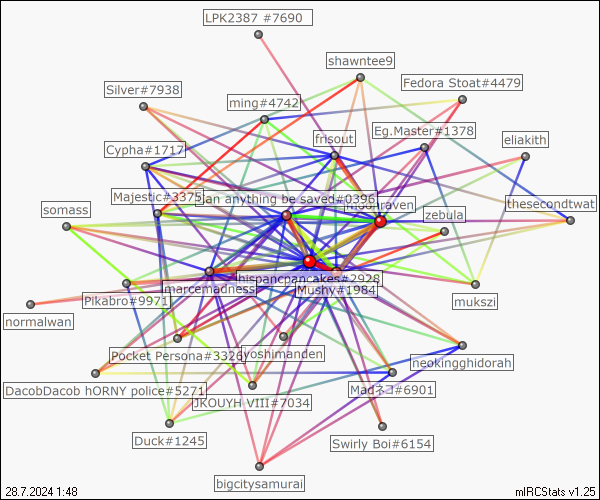 LPK2387 #7690
shawntee9
Fedora Stoat#4479
Silver#7938
ming#4742
Eg.Master#1378
frisout
eliakith
Cypha#1717
Majestic#3375
an anything be saved#0396
raven
thesecondtwat
somass
zebula
hispancpancakes#2928
marcemadness
Mushy#1984
mukszi
Pikabro#9971
normalwan
Pocket Persona#3326
yoshimanden
neokingghidorah
DacobDacob hORNY police#5271
JKOUYH VIII#7034
Madネコ#6901
Duck#1245
Swirly Boi#6154
bigcitysamurai
28.7.2024 1:48
mIRCStats v1.25